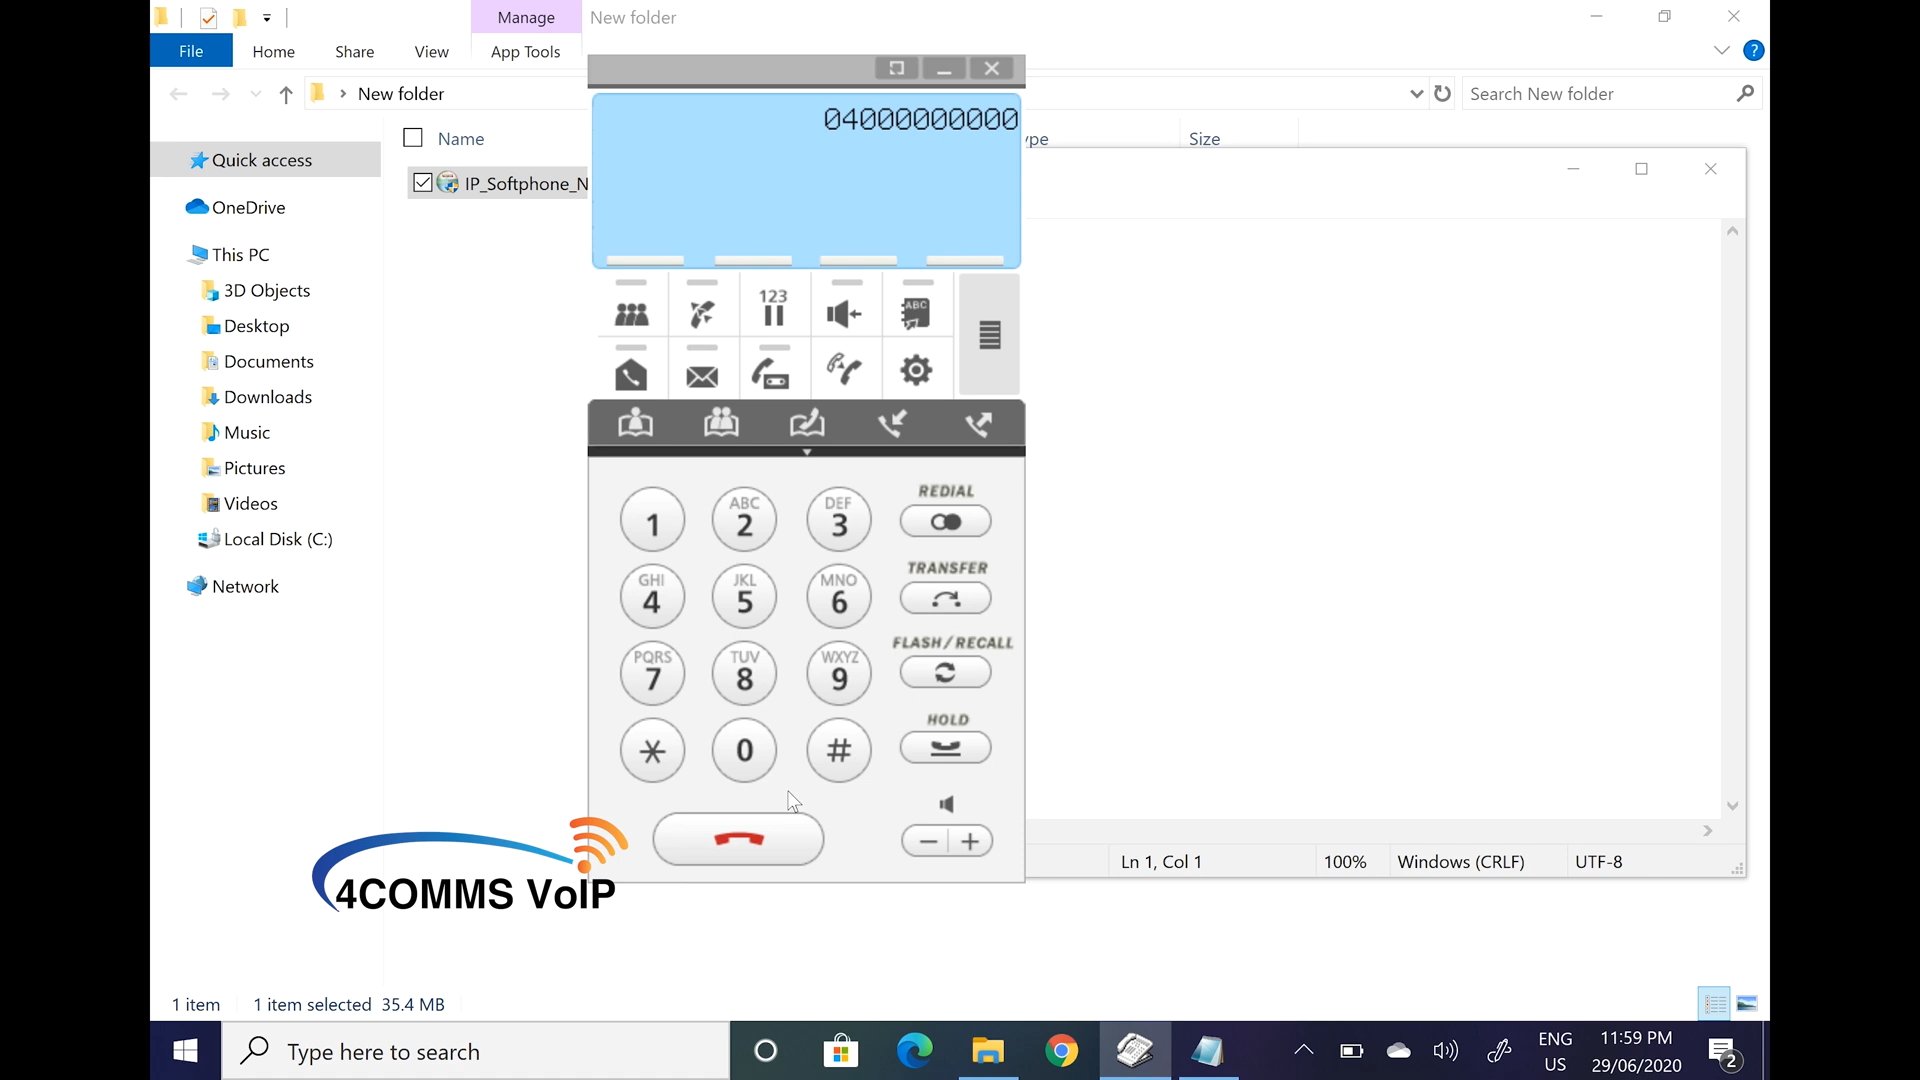 Manage
New folder
File
Home
Share
View
App Tools
New folder
Search New folder
04000000000
Name
ype
Size
Quick access
IP_Softphone_N
OneDrive
This PC
3D Objects
Desktop
Documents
Downloads
Music
Pictures
Videos
Local Disk (C:)
Network
123
ABC
1
ABC
2
DEF
3
REDIAL
GHI
4
JKL
5
MNO
6
TRANSFER
PQRS
7
TUV
8
WXYZ
9
FLASH/RECALL
*
0
#
HOLD
− +
4COMMS VoIP
Ln 1, Col 1
100%
Windows (CRLF)
UTF-8
1 item
1 item selected 35.4 MB
Type here to search
ENG
US
11:59 PM
29/06/2020
2